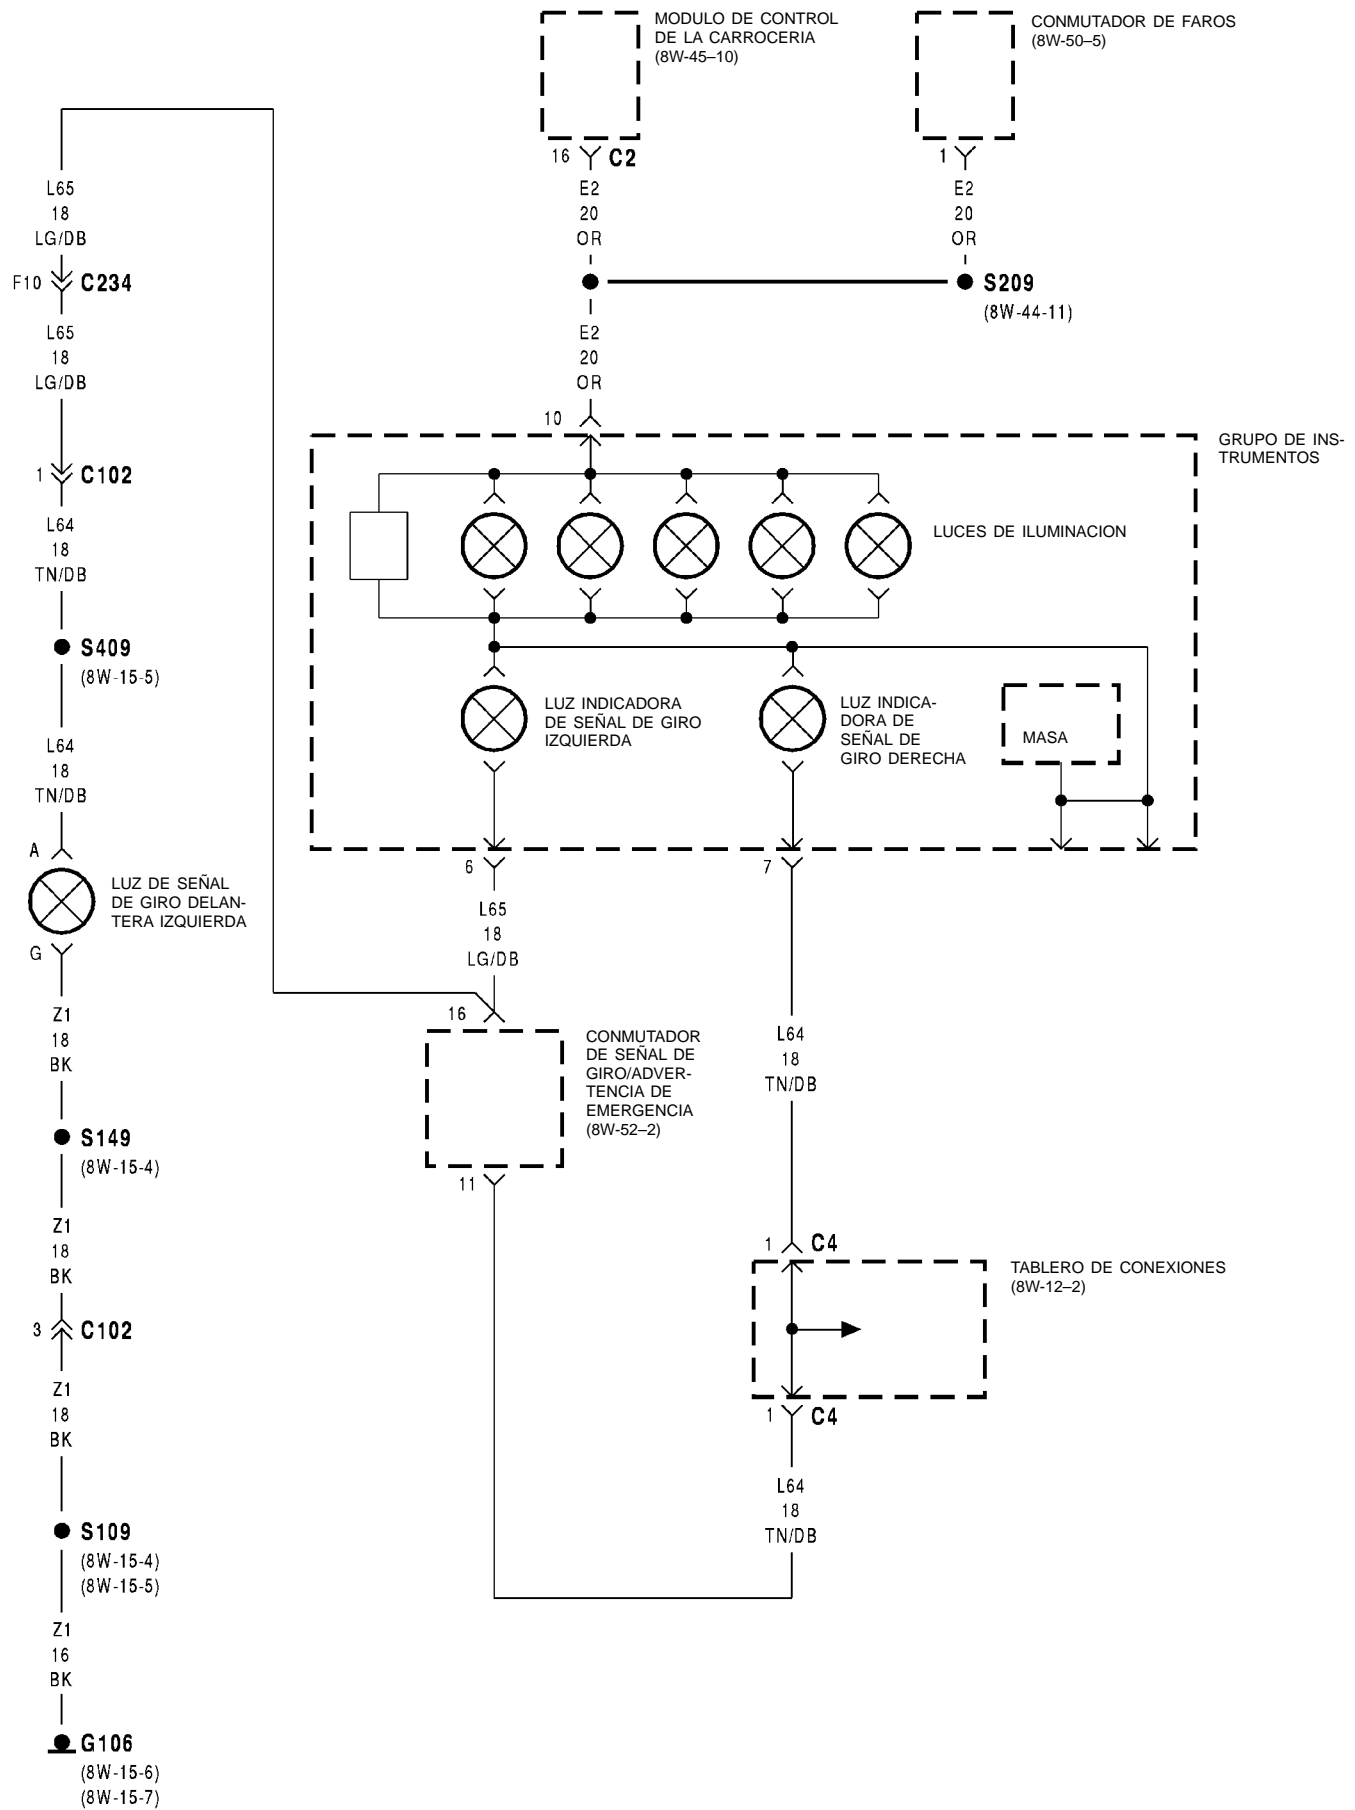 MODULO DE CONTROL
DE LA CARROCERIA
(8W-45–10)
CONMUTADOR DE FAROS
(8W-50–5)
16
C2
1
E2
20
OR
E2
20
OR
S209
(8W-44-11)
E2
20
OR
10
L65
18
LG/DB
F10
C234
L65
18
LG/DB
1
C102
L64
18
TN/DB
S409
(8W-15-5)
L64
18
TN/DB
A
LUZ DE SEÑAL
DE GIRO DELAN-
TERA IZQUIERDA
G
Z1
18
BK
S149
(8W-15-4)
Z1
18
BK
3
C102
Z1
18
BK
S109
(8W-15-4)
(8W-15-5)
Z1
16
BK
G106
(8W-15-6)
(8W-15-7)
GRUPO DE INS-
TRUMENTOS
LUCES DE ILUMINACION
LUZ INDICADORA
DE SEÑAL DE GIRO
IZQUIERDA
LUZ INDICA-
DORA DE
SEÑAL DE
GIRO DERECHA
MASA
6
7
L65
18
LG/DB
16
CONMUTADOR
DE SEÑAL DE
GIRO/ADVER-
TENCIA DE
EMERGENCIA
(8W-52–2)
11
L64
18
TN/DB
1
C4
TABLERO DE CONEXIONES
(8W-12–2)
1
C4
L64
18
TN/DB